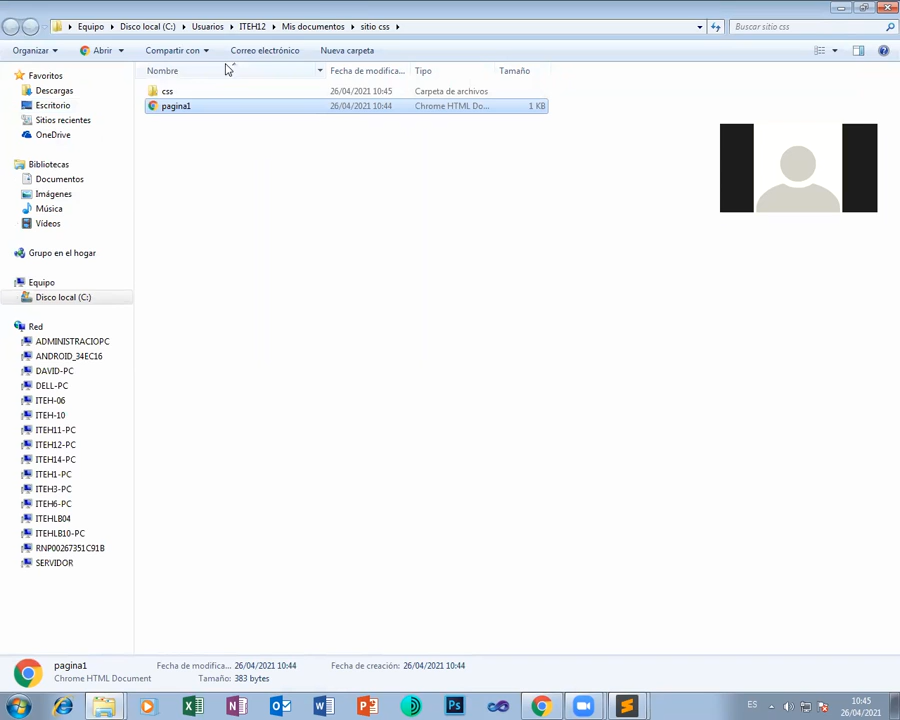 Equipo ▸ Disco local (C:) ▸ Usuarios ▸ ITEH12 ▸ Mis documentos ▸ sitio css ▸ Buscar sitio css
Organizar Abrir Compartir con Correo electrónico Nueva carpeta
Nombre Fecha de modifica... Tipo Tamaño
css 26/04/2021 10:45 Carpeta de archivos
pagina1 26/04/2021 10:44 Chrome HTML Do... 1 KB
Favoritos
Descargas
Escritorio
Sitios recientes
OneDrive
Bibliotecas
Documentos
Imágenes
Música
Vídeos
Grupo en el hogar
Equipo
Disco local (C:)
Red
ADMINISTRACIOPC
ANDROID_34EC16
DAVID-PC
DELL-PC
ITEH-06
ITEH-10
ITEH11-PC
ITEH12-PC
ITEH14-PC
ITEH1-PC
ITEH3-PC
ITEH6-PC
ITEHLB04
ITEHLB10-PC
RNP00267351C91B
SERVIDOR
pagina1 Fecha de modifica... 26/04/2021 10:44 Fecha de creación: 26/04/2021 10:44
Chrome HTML Document Tamaño: 383 bytes
ES 10:45
26/04/2021